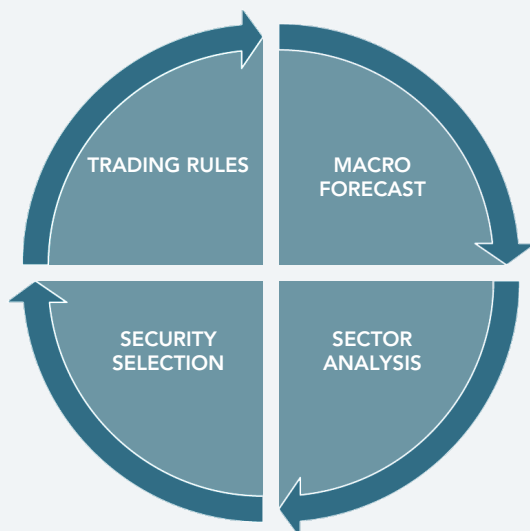 TRADING RULES
MACRO
FORECAST
SECURITY
SELECTION
SECTOR
ANALYSIS